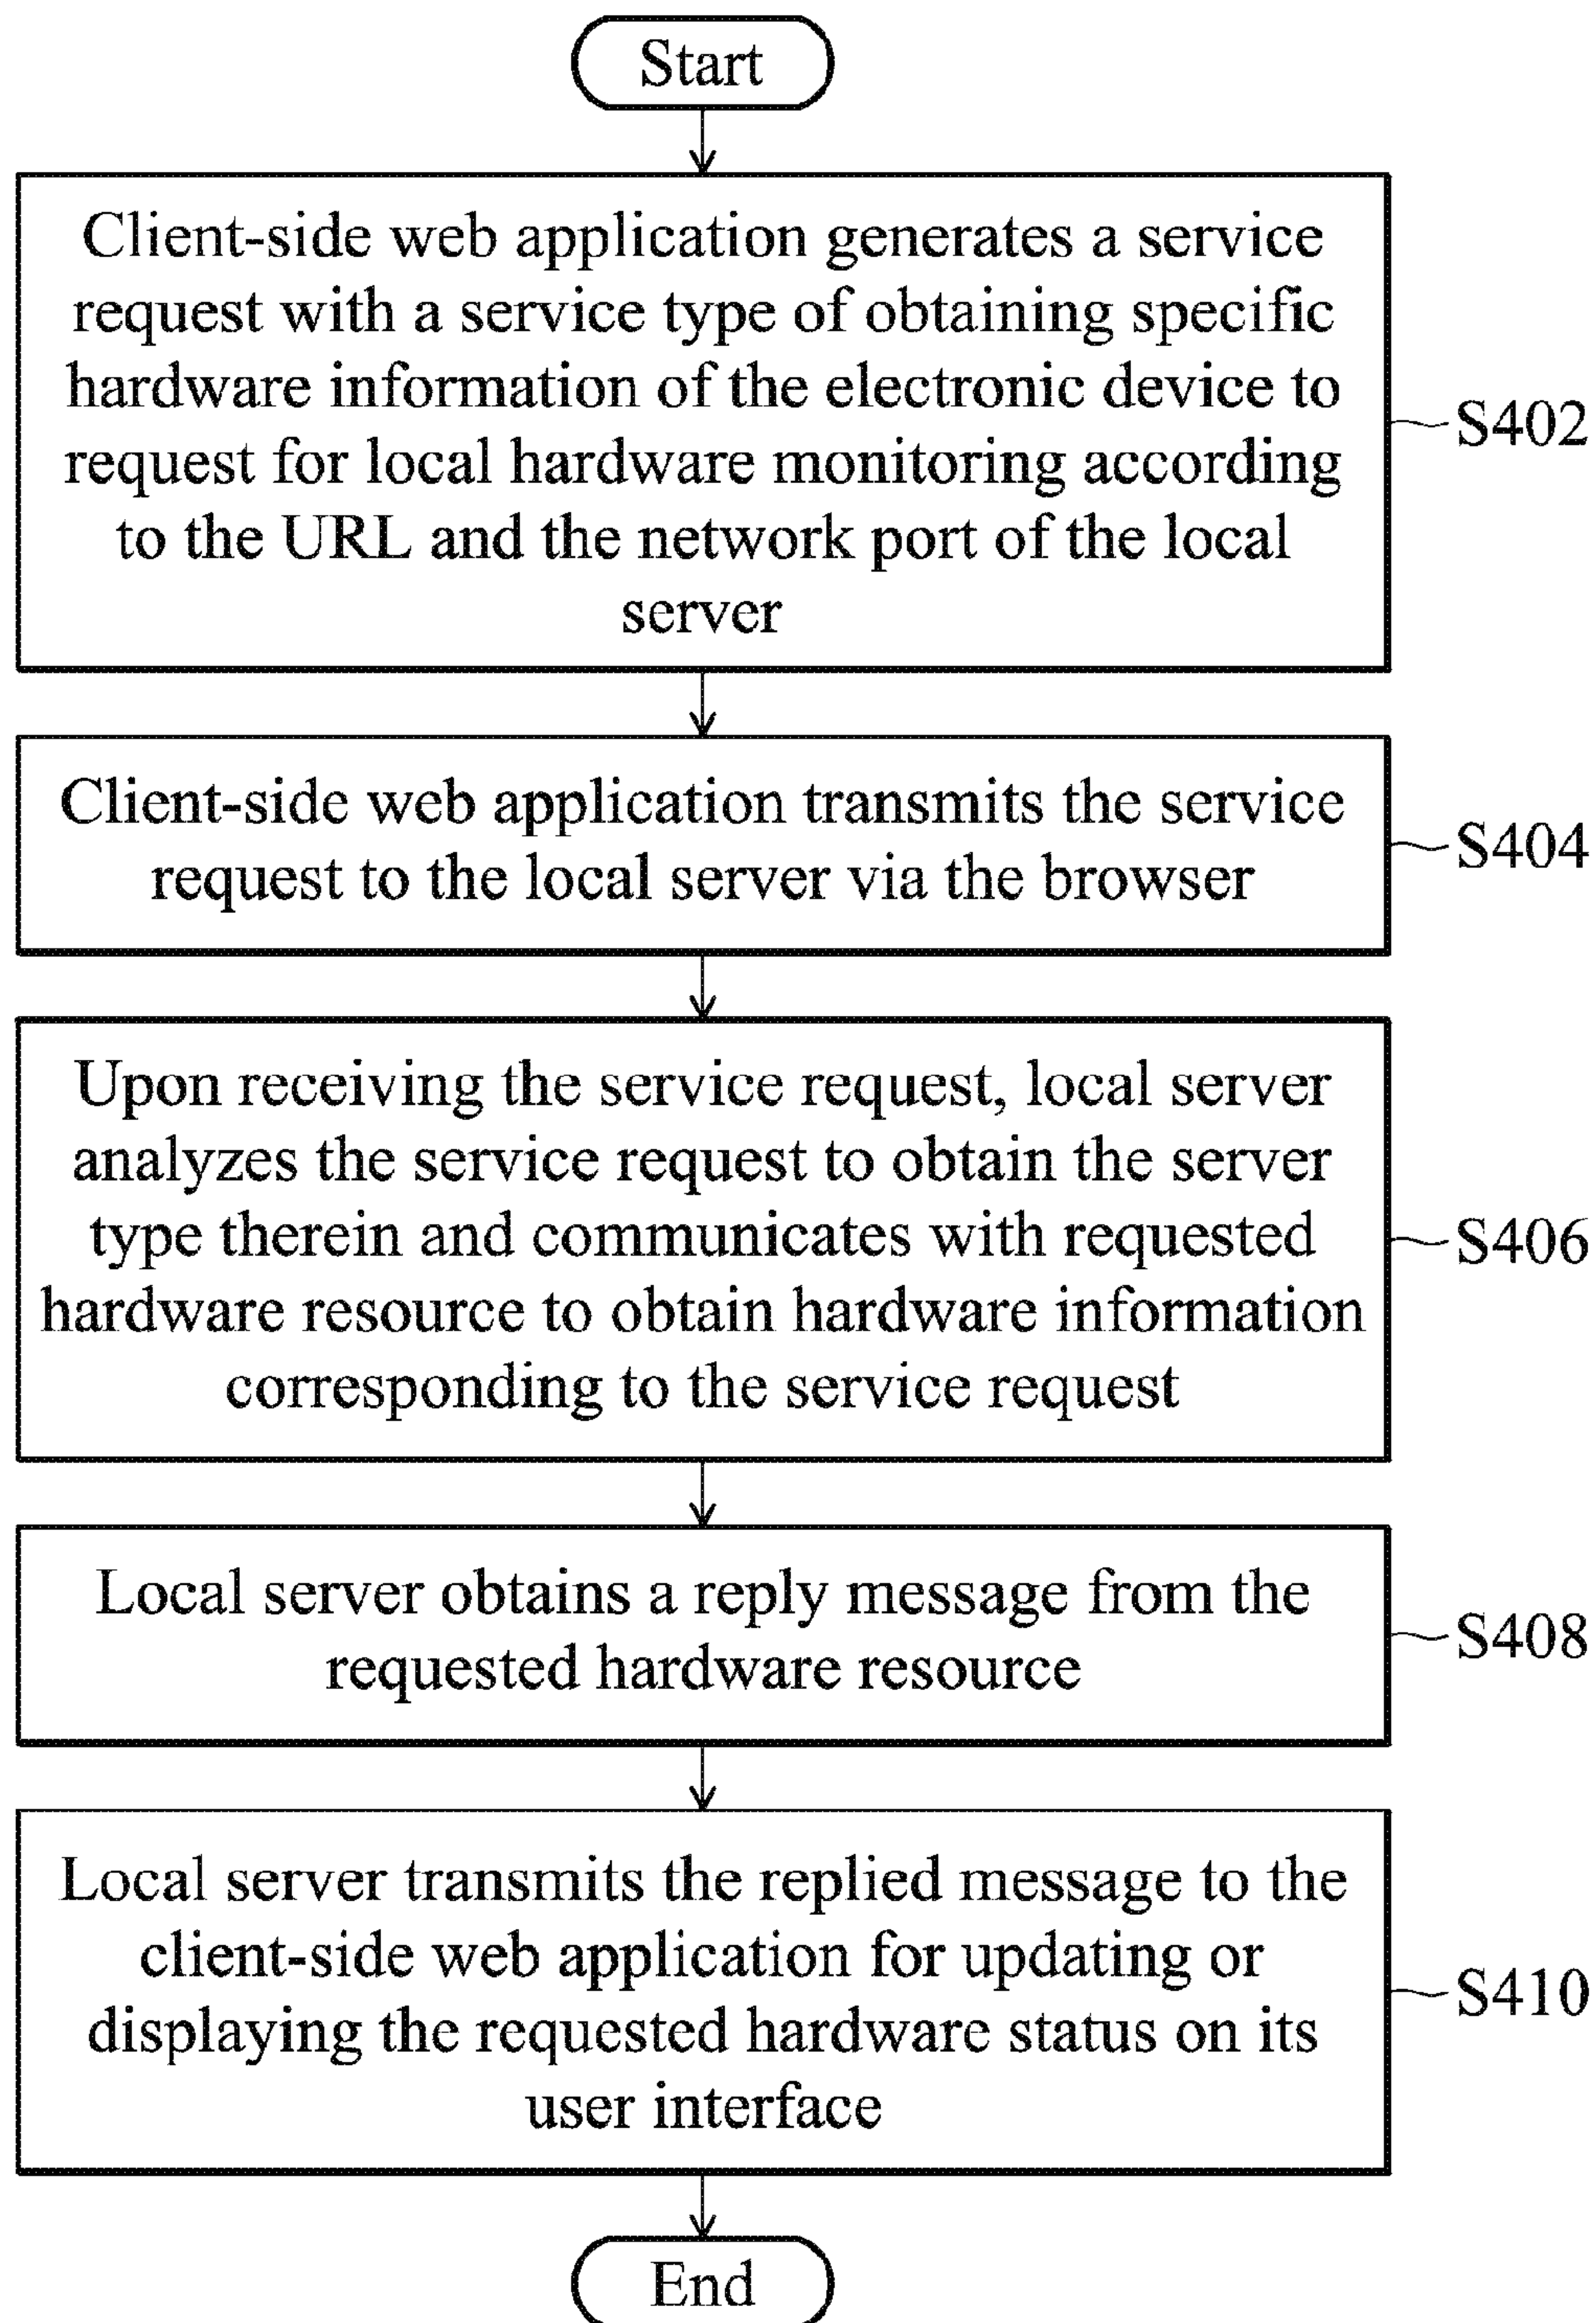 Start
Client-side web application generates a service
request with a service type of obtaining specific
hardware information of the electronic device to
request for local hardware monitoring according
to the URL and the network port of the local
server
S402
Client-side web application transmits the service
request to the local server via the browser
S404
Upon receiving the service request, local server
analyzes the service request to obtain the server
type therein and communicates with requested
hardware resource to obtain hardware information
corresponding to the service request
S406
Local server obtains a reply message from the
requested hardware resource
S408
Local server transmits the replied message to the
client-side web application for updating or
displaying the requested hardware status on its
user interface
S410
End